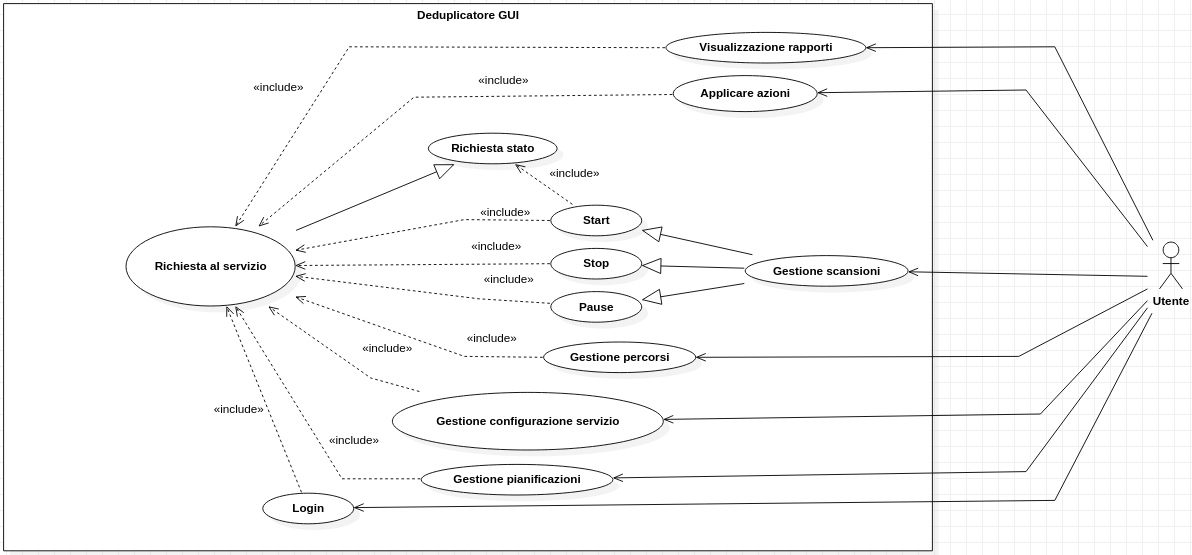 Deduplicatore GUI
Visualizzazione rapporti
«include»
«include»
Applicare azioni
Richiesta stato
«include»
«include»
Start
Richiesta al servizio
«include»
Stop
Gestione scansioni
«include»
Pause
Utente
«include»
«include»
Gestione percorsi
«include»
Gestione configurazione servizio
«include»
Gestione pianificazioni
Login